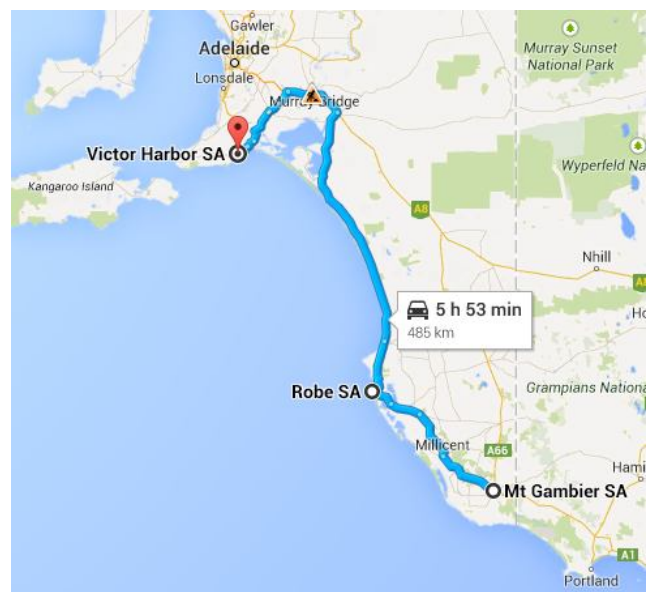 Gawler
Adelaide
Murray Sunset
National Park
Lonsdale
Murray Bridge
Victor Harbor SA
Wyperfeld Na
Kangaroo Island
A8
Nhill
5 h 53 min
485 km
Robe SA
Grampians Nationa
Millicent
A66
Hami
Mt Gambier SA
A1
Portland